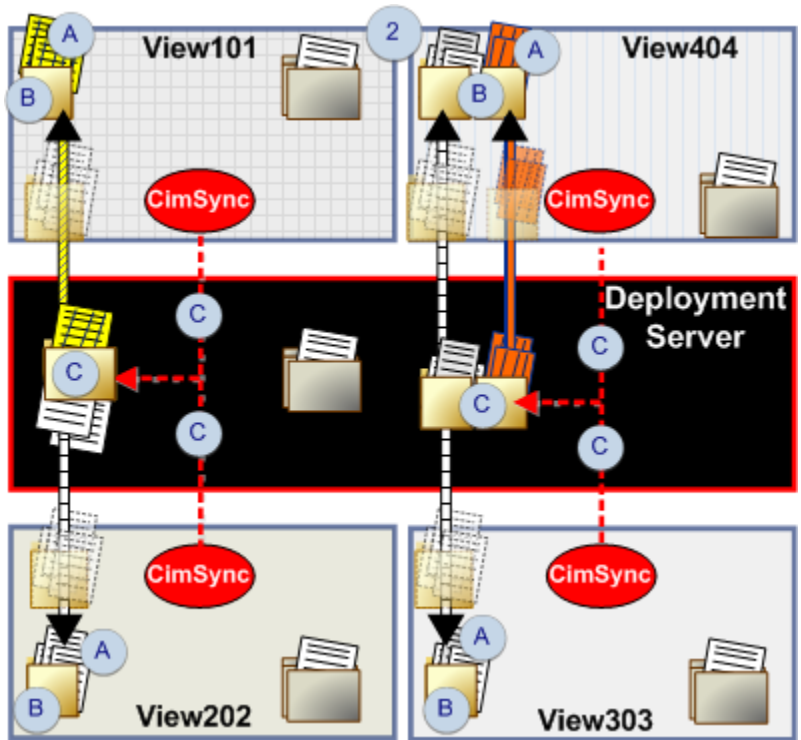 A
View101
2
A
View404
B
B
CimSync
CimSync
Deployment
Server
C
C
C
C
C
C
CimSync
CimSync
A
A
B
B
View202
View303